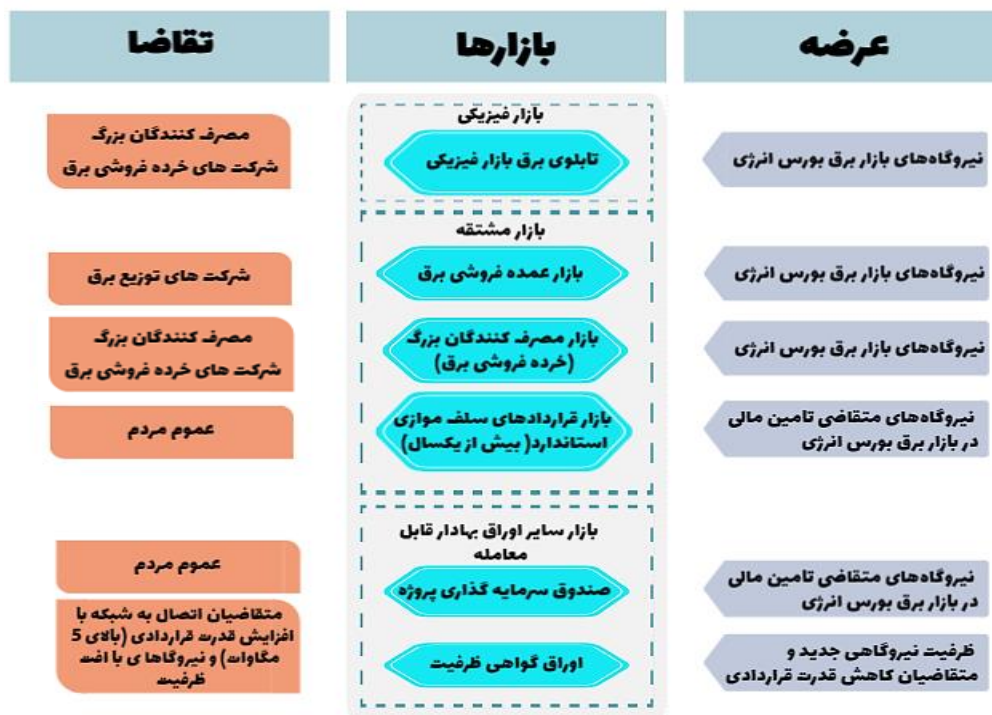 عرضه
بازارها
تقاضا
بازار فیزیکی
نیروگاه‌های بازار برق بورس انرژی
تابلوی برق بازار فیزیکی
مصرف کنندگان بزرگ
شرکت های خرده فروشی برق
بازار مشتقه
نیروگاه‌های بازار برق بورس انرژی
بازار عمده فروشی برق
شرکت های توزیع برق
نیروگاه‌های بازار برق بورس انرژی
بازار مصرف کنندگان بزرگ
(خرده فروشی برق)
مصرف کنندگان بزرگ
شرکت های خرده فروشی برق
نیروگاه‌های متقاضی تامین مالی
در بازار برق بورس انرژی
بازار قراردادهای سلف موازی
استاندارد( بیش از یکسال)
عموم مردم
بازار سایر اوراق بهادار قابل
معامله
نیروگاه‌های متقاضی تامین مالی
در بازار برق بورس انرژی
صندوق سرمایه گذاری پروژه
عموم مردم
ظرفیت نیروگاهی جدید و
متقاضیان کاهش قدرت قراردادی
اوراق گواهی ظرفیت
متقاضیان اتصال به شبکه با
افزایش قدرت قراردادی (بالای 5
مگاوات) و نیروگاها ی با افت
ظرفیت